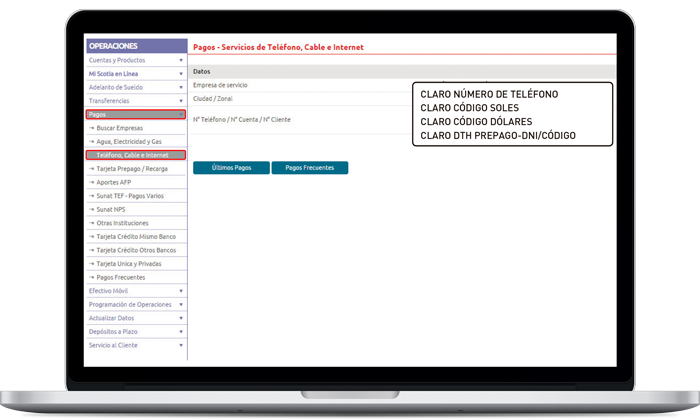 OPERACIONES
Cuentas y Productos
Mi Scotia en Línea
Adelanto de Sueldo
Transferencias
Pagos
Buscar Empresas
Agua, Electricidad y Gas
Teléfono, Cable e Internet
Tarjeta Prepago / Recarga
Aportes AFP
Sunat TEF - Pagos Varios
Sunat NPS
Otras Instituciones
Tarjeta Crédito Mismo Banco
Tarjeta Crédito Otros Bancos
Tarjeta Unica y Privadas
Pagos Frecuentes
Efectivo Móvil
Programación de Operaciones
Actualizar Datos
Depósitos a Plazo
Servicio al Cliente
Pagos - Servicios de Teléfono, Cable e Internet
Datos
Empresa de servicio
Ciudad / Zonal
N° Teléfono / N° Cuenta / N° Cliente
CLARO NÚMERO DE TELÉFONO
CLARO CÓDIGO SOLES
CLARO CÓDIGO DÓLARES
CLARO DTH PREPAGO-DNI/CÓDIGO
Últimos Pagos
Pagos Frecuentes